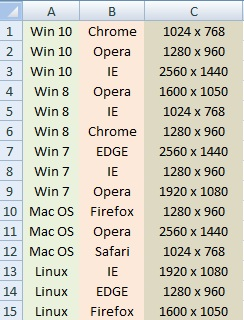 A B C
1 Win 10 Chrome 1024 x 768
2 Win 10 Opera 1280 x 960
3 Win 10 IE 2560 x 1440
4 Win 8 Opera 1600 x 1050
5 Win 8 IE 1024 x 768
6 Win 8 Chrome 1280 x 960
7 Win 7 EDGE 2560 x 1440
8 Win 7 IE 1280 x 960
9 Win 7 Opera 1920 x 1080
10 Mac OS Firefox 1280 x 960
11 Mac OS Opera 2560 x 1440
12 Mac OS Safari 1024 x 768
13 Linux IE 1920 x 1080
14 Linux EDGE 1280 x 960
15 Linux Firefox 1600 x 1050